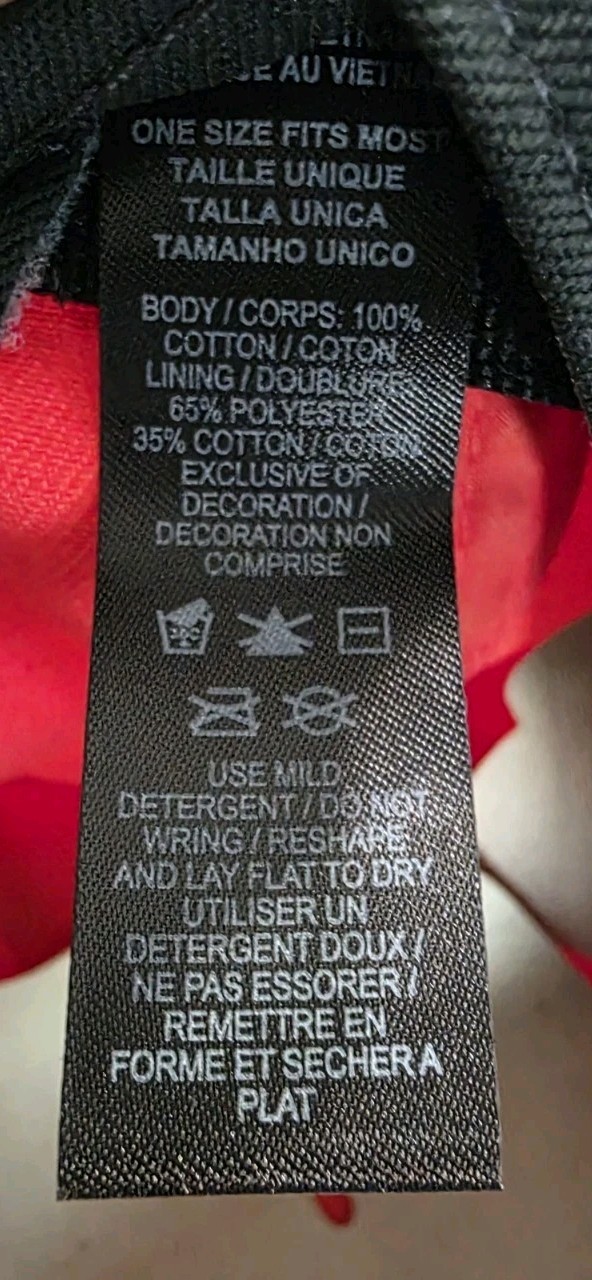 AU VIETN
ONE SIZE FITS MOST
TAILLE UNIQUE
TALLA UNICA
TAMANHO UNICO
BODY / CORPS: 100%
COTTON / COTON
LINING / DOUBLURE:
65% POLYESTER
35% COTTON / COTON
EXCLUSIVE OF
DECORATION /
DECORATION NON
COMPRISE
USE MILD
DETERGENT / DO NOT
WRING / RESHAPE
AND LAY FLAT TO DRY
UTILISER UN
DETERGENT DOUX /
NE PAS ESSORER /
REMETTRE EN
FORME ET SECHER A
PLAT